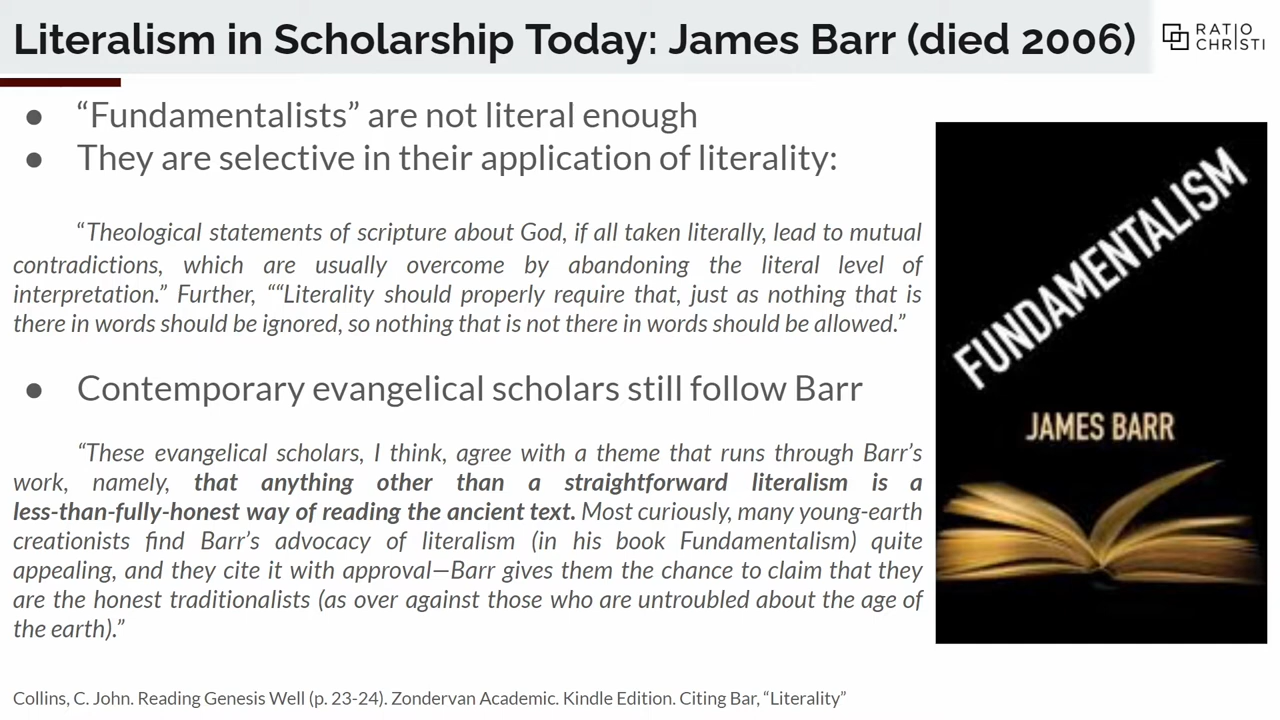 Literalism in Scholarship Today: James Barr (died 2006)
RATIO
CHRISTI
● “Fundamentalists” are not literal enough
● They are selective in their application of literality:
“Theological statements of scripture about God, if all taken literally, lead to mutual
contradictions, which are usually overcome by abandoning the literal level of
interpretation.” Further, ““Literality should properly require that, just as nothing that is
there in words should be ignored, so nothing that is not there in words should be allowed.”
● Contemporary evangelical scholars still follow Barr
“These evangelical scholars, I think, agree with a theme that runs through Barr’s
work, namely, that anything other than a straightforward literalism is a
less-than-fully-honest way of reading the ancient text. Most curiously, many young-earth
creationists find Barr’s advocacy of literalism (in his book Fundamentalism) quite
appealing, and they cite it with approval—Barr gives them the chance to claim that they
are the honest traditionalists (as over against those who are untroubled about the age of
the earth).”
Collins, C. John. Reading Genesis Well (p. 23-24). Zondervan Academic. Kindle Edition. Citing Bar, “Literality”
FUNDAMENTALISM
JAMES BARR